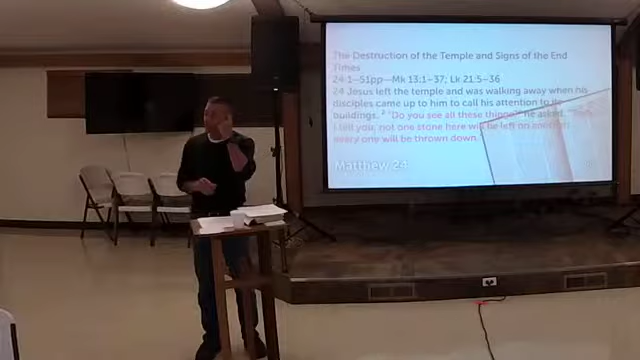 The Destruction of the Temple and Signs of the End
Times
24:1-51pp—Mk 13:1-37; Lk 21:5-36
24 Jesus left the temple and was walking away when his
disciples came up to him to call his attention to its
buildings. ² "Do you see all these things?" he asked. "Truly
I tell you, not one stone here will be left on another;
every one will be thrown down."
Matthew 24